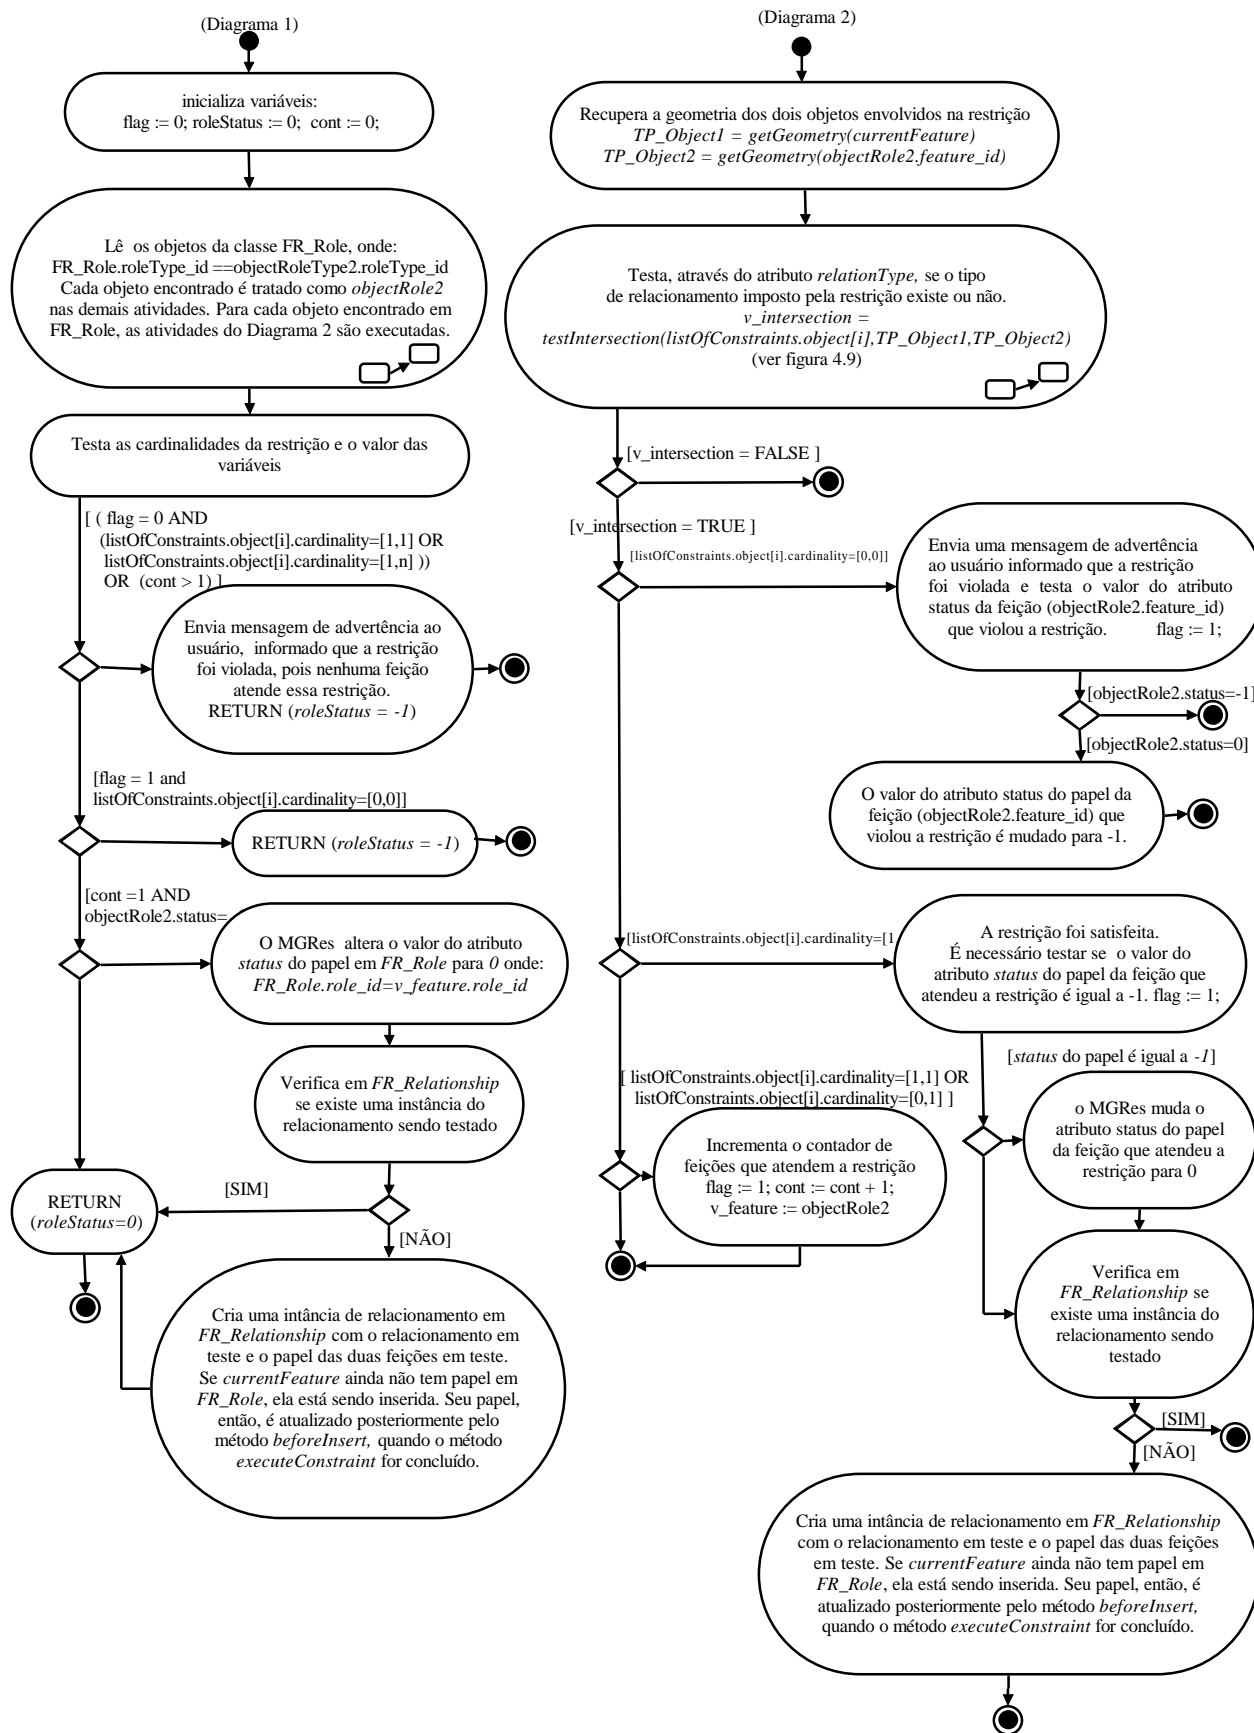 (Diagrama 1)
inicializa variáveis:
flag := 0; roleStatus := 0; cont := 0;
Lê os objetos da classe FR_Role, onde:
FR_Role.roleType_id ==objectRoleType2.roleType_id
Cada objeto encontrado é tratado como objectRole2
nas demais atividades. Para cada objeto encontrado em
FR_Role, as atividades do Diagrama 2 são executadas.
Testa as cardinalidades da restrição e o valor das
variáveis
[ ( flag = 0 AND
(listOfConstraints.object[i].cardinality=[1,1] OR
listOfConstraints.object[i].cardinality=[1,n] ))
OR (cont > 1) ]
Envia mensagem de advertência ao
usuário, informado que a restrição
foi violada, pois nenhuma feição
atende essa restrição.
RETURN (roleStatus = -1)
[flag = 1 and
listOfConstraints.object[i].cardinality=[0,0]]
RETURN (roleStatus = -1)
[cont =1 AND
objectRole2.status=
O MGRes altera o valor do atributo
status do papel em FR_Role para 0 onde:
FR_Role.role_id=v_feature.role_id
Verifica em FR_Relationship
se existe uma instância do
relacionamento sendo testado
[SIM]
RETURN
(roleStatus=0)
[NÃO]
Cria uma intância de relacionamento em
FR_Relationship com o relacionamento em
teste e o papel das duas feições em teste.
Se currentFeature ainda não tem papel em
FR_Role, ela está sendo inserida. Seu papel,
então, é atualizado posteriormente pelo
método beforeInsert, quando o método
executeConstraint for concluído.
(Diagrama 2)
Recupera a geometria dos dois objetos envolvidos na restrição
TP_Object1 = getGeometry(currentFeature)
TP_Object2 = getGeometry(objectRole2.feature_id)
Testa, através do atributo relationType, se o tipo
de relacionamento imposto pela restrição existe ou não.
v_intersection =
testIntersection(listOfConstraints.object[i],TP_Object1,TP_Object2)
(ver figura 4.9)
[v_intersection = FALSE ]
[v_intersection = TRUE ]
[listOfConstraints.object[i].cardinality=[0,0]]
Envia uma mensagem de advertência
ao usuário informado que a restrição
foi violada e testa o valor do atributo
status da feição (objectRole2.feature_id)
que violou a restrição. flag := 1;
[objectRole2.status=-1]
[objectRole2.status=0]
O valor do atributo status do papel da
feição (objectRole2.feature_id) que
violou a restrição é mudado para -1.
[listOfConstraints.object[i].cardinality=[1
A restrição foi satisfeita.
É necessário testar se o valor do
atributo status do papel da feição que
atendeu a restrição é igual a -1. flag := 1;
[status do papel é igual a -1]
o MGRes muda o
atributo status do papel
da feição que atendeu a
restrição para 0
[ listOfConstraints.object[i].cardinality=[1,1] OR
listOfConstraints.object[i].cardinality=[0,1] ]
Incrementa o contador de
feições que atendem a restrição
flag := 1; cont := cont + 1;
v_feature := objectRole2
Verifica em
FR_Relationship se
existe uma instância do
relacionamento sendo
testado
[SIM]
[NÃO]
Cria uma intância de relacionamento em FR_Relationship
com o relacionamento em teste e o papel das duas feições
em teste. Se currentFeature ainda não tem papel em
FR_Role, ela está sendo inserida. Seu papel, então, é
atualizado posteriormente pelo método beforeInsert,
quando o método executeConstraint for concluído.